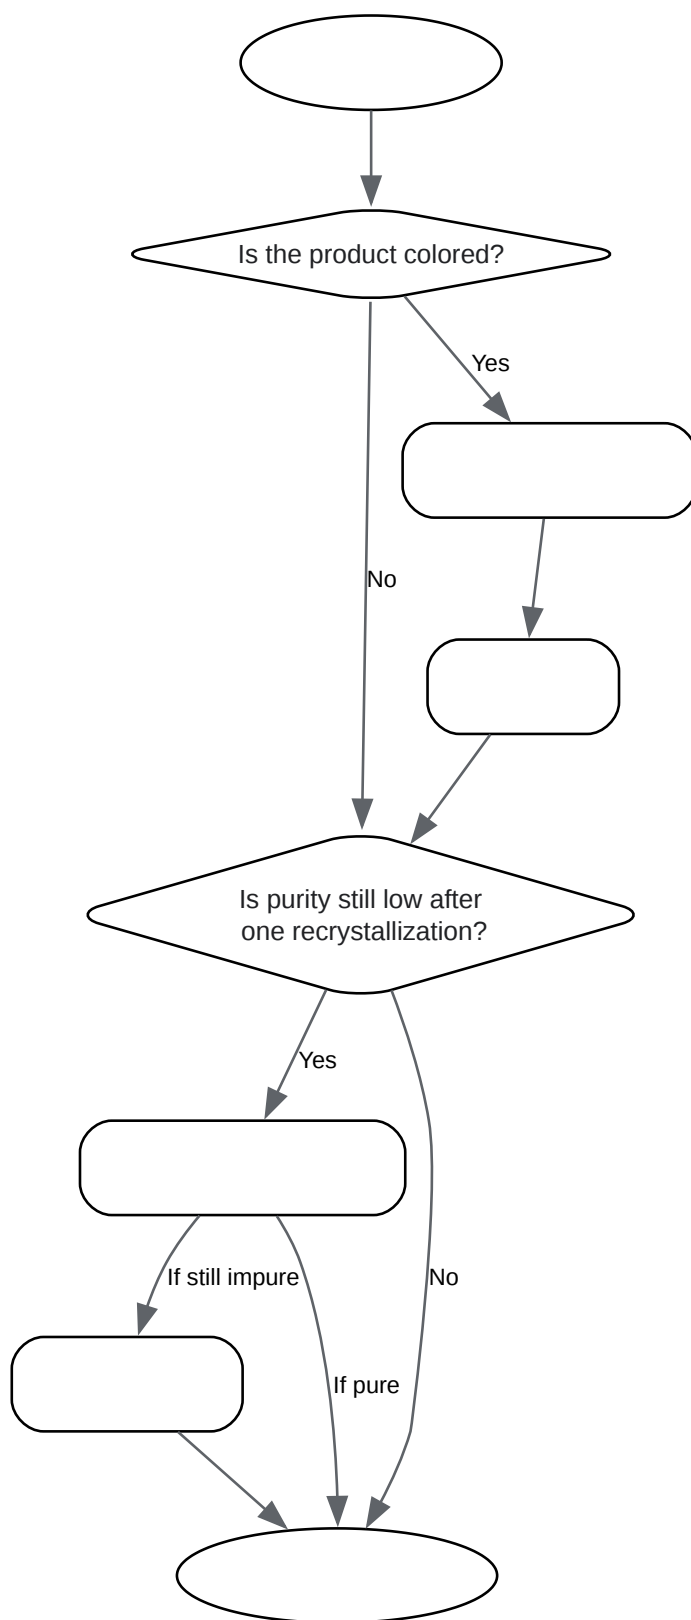 Is the product colored?
Yes
No
Is purity still low after
one recrystallization?
Yes
If still impure
No
If pure